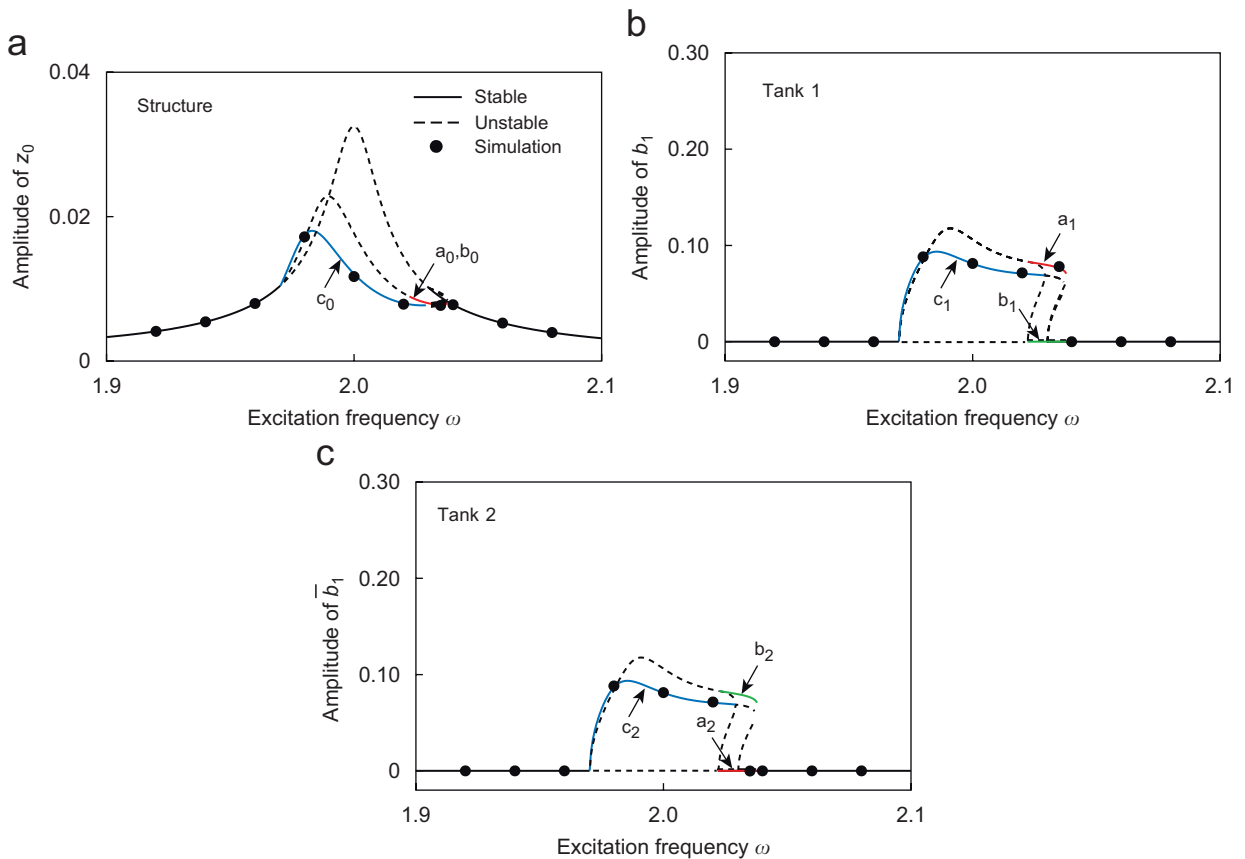 a
0.04
Structure
Stable
Unstable
Simulation
Amplitude of z0
0.02
a0,b0
c0
0
1.9
2.0
2.1
Excitation frequency ω
b
0.30
Tank 1
0.20
Amplitude of b1
0.10
a1
c1
b1
0
1.9
2.0
2.1
Excitation frequency ω
c
0.30
Tank 2
0.20
Amplitude of b̅1
0.10
b2
c2
a2
0
1.9
2.0
2.1
Excitation frequency ω